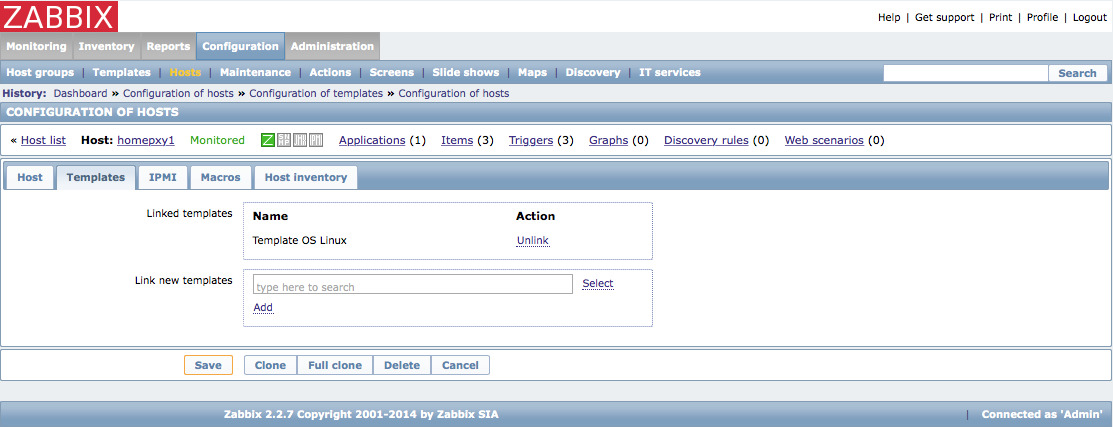 ZABBIX
Help | Get support | Print | Profile | Logout
Monitoring Inventory Reports Configuration Administration
Host groups | Templates | Hosts | Maintenance | Actions | Screens | Slide shows | Maps | Discovery | IT services Search
History: Dashboard » Configuration of hosts » Configuration of templates » Configuration of hosts
CONFIGURATION OF HOSTS
« Host list Host: homepxy1 Monitored Z Applications (1) Items (3) Triggers (3) Graphs (0) Discovery rules (0) Web scenarios (0)
Host Templates IPMI Macros Host inventory
Linked templates Name Action
Template OS Linux Unlink
Link new templates type here to search Select
Add
Save Clone Full clone Delete Cancel
Zabbix 2.2.7 Copyright 2001-2014 by Zabbix SIA | Connected as 'Admin'